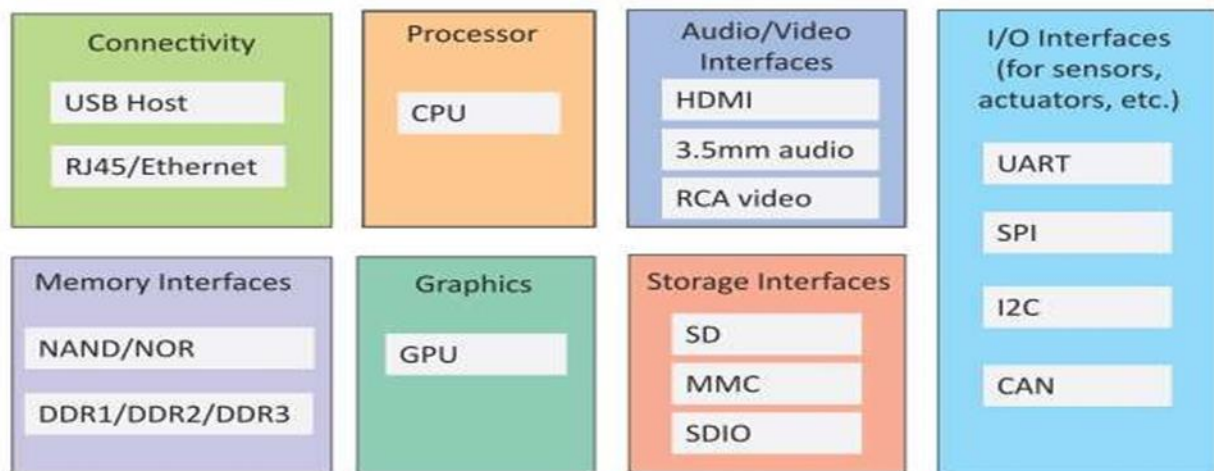 Connectivity
USB Host
RJ45/Ethernet
Processor
CPU
Audio/Video
Interfaces
HDMI
3.5mm audio
RCA video
I/O Interfaces
(for sensors,
actuators, etc.)
UART
SPI
I2C
CAN
Memory Interfaces
NAND/NOR
DDR1/DDR2/DDR3
Graphics
GPU
Storage Interfaces
SD
MMC
SDIO